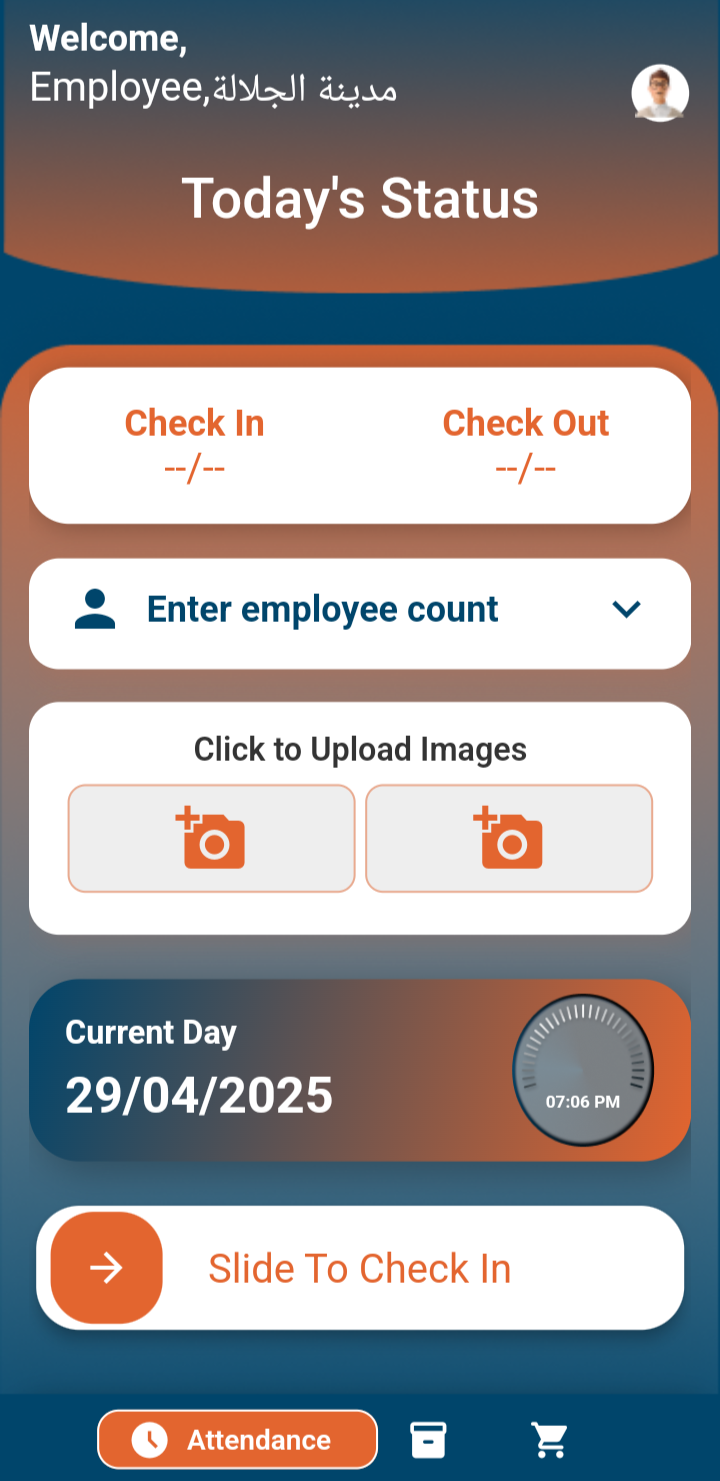 Welcome,
Employee,مدينة الجلالة
Today's Status
Check In
Check Out
--/--
--/--
Enter employee count
Click to Upload Images
Current Day
29/04/2025
07:06 PM
Slide To Check In
Attendance